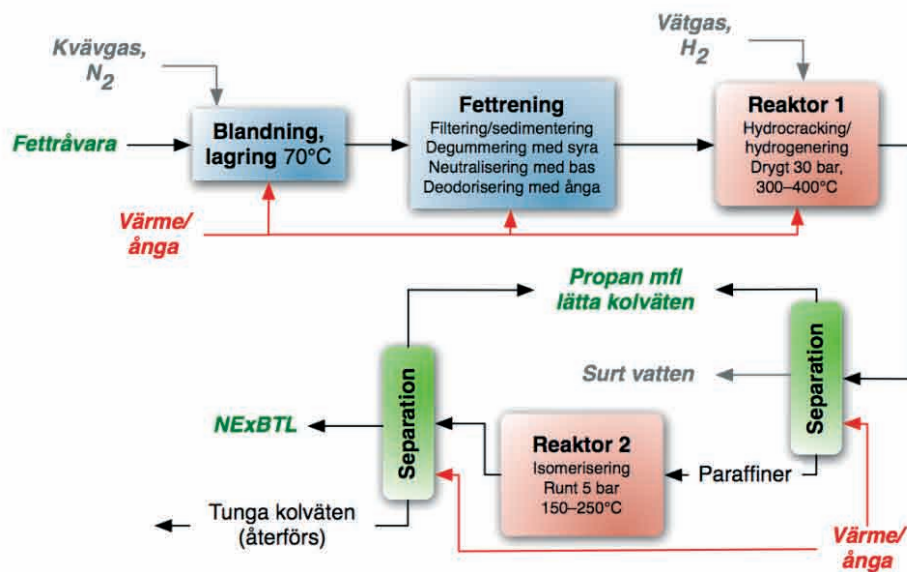 Kvävgas,
N2
Vätgas,
H2
Fettråvara
Blandning,
lagring 70°C
Fettrening
Filtering/sedimentering
Degummering med syra
Neutralisering med bas
Deodorisering med ånga
Reaktor 1
Hydrocracking/
hydrogenering
Drygt 30 bar,
300–400°C
Värme/
ånga
Propan mfl
lätta kolväten
Separation
Surt vatten
Separation
NExBTL
Reaktor 2
Isomerisering
Runt 5 bar
150–250°C
Paraffiner
Tunga kolväten
(återförs)
Värme/
ånga